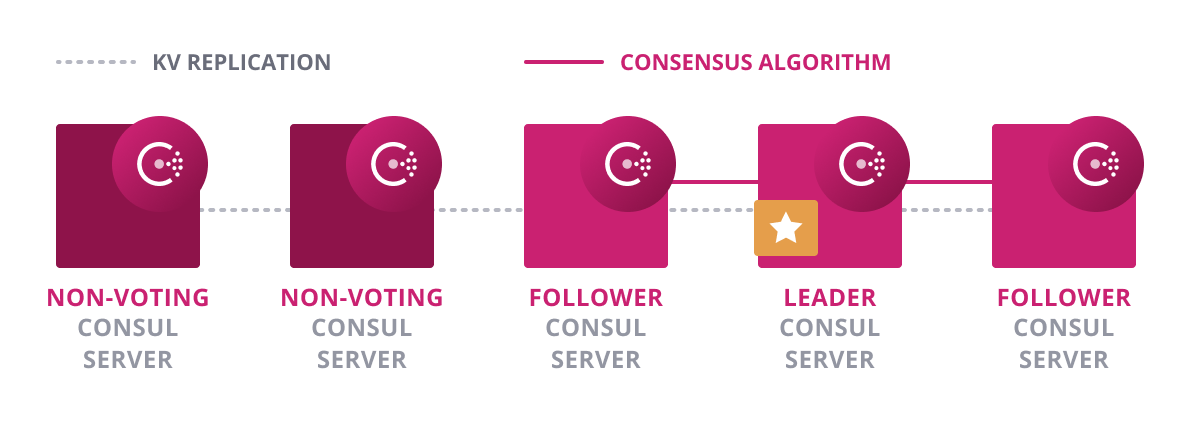 KV REPLICATION
CONSENSUS ALGORITHM
NON-VOTING
CONSUL
SERVER
NON-VOTING
CONSUL
SERVER
FOLLOWER
CONSUL
SERVER
LEADER
CONSUL
SERVER
FOLLOWER
CONSUL
SERVER